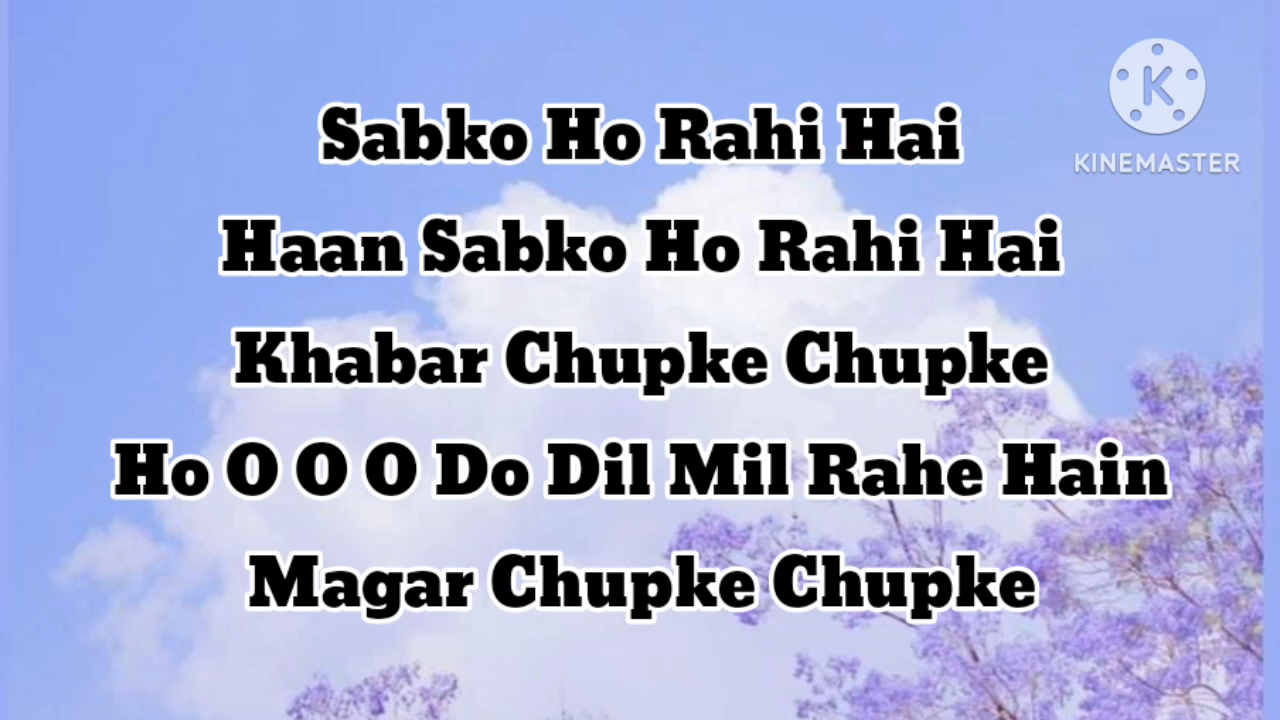 Sabko Ho Rahi Hai
Haan Sabko Ho Rahi Hai
Khabar Chupke Chupke
Ho O O O Do Dil Mil Rahe Hain
Magar Chupke Chupke
K
KINEMASTER